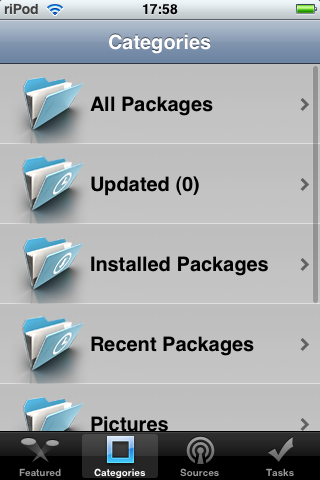 riPod 17:58
Categories
All Packages
Updated (0)
Installed Packages
Recent Packages
Pictures
Featured Categories Sources Tasks